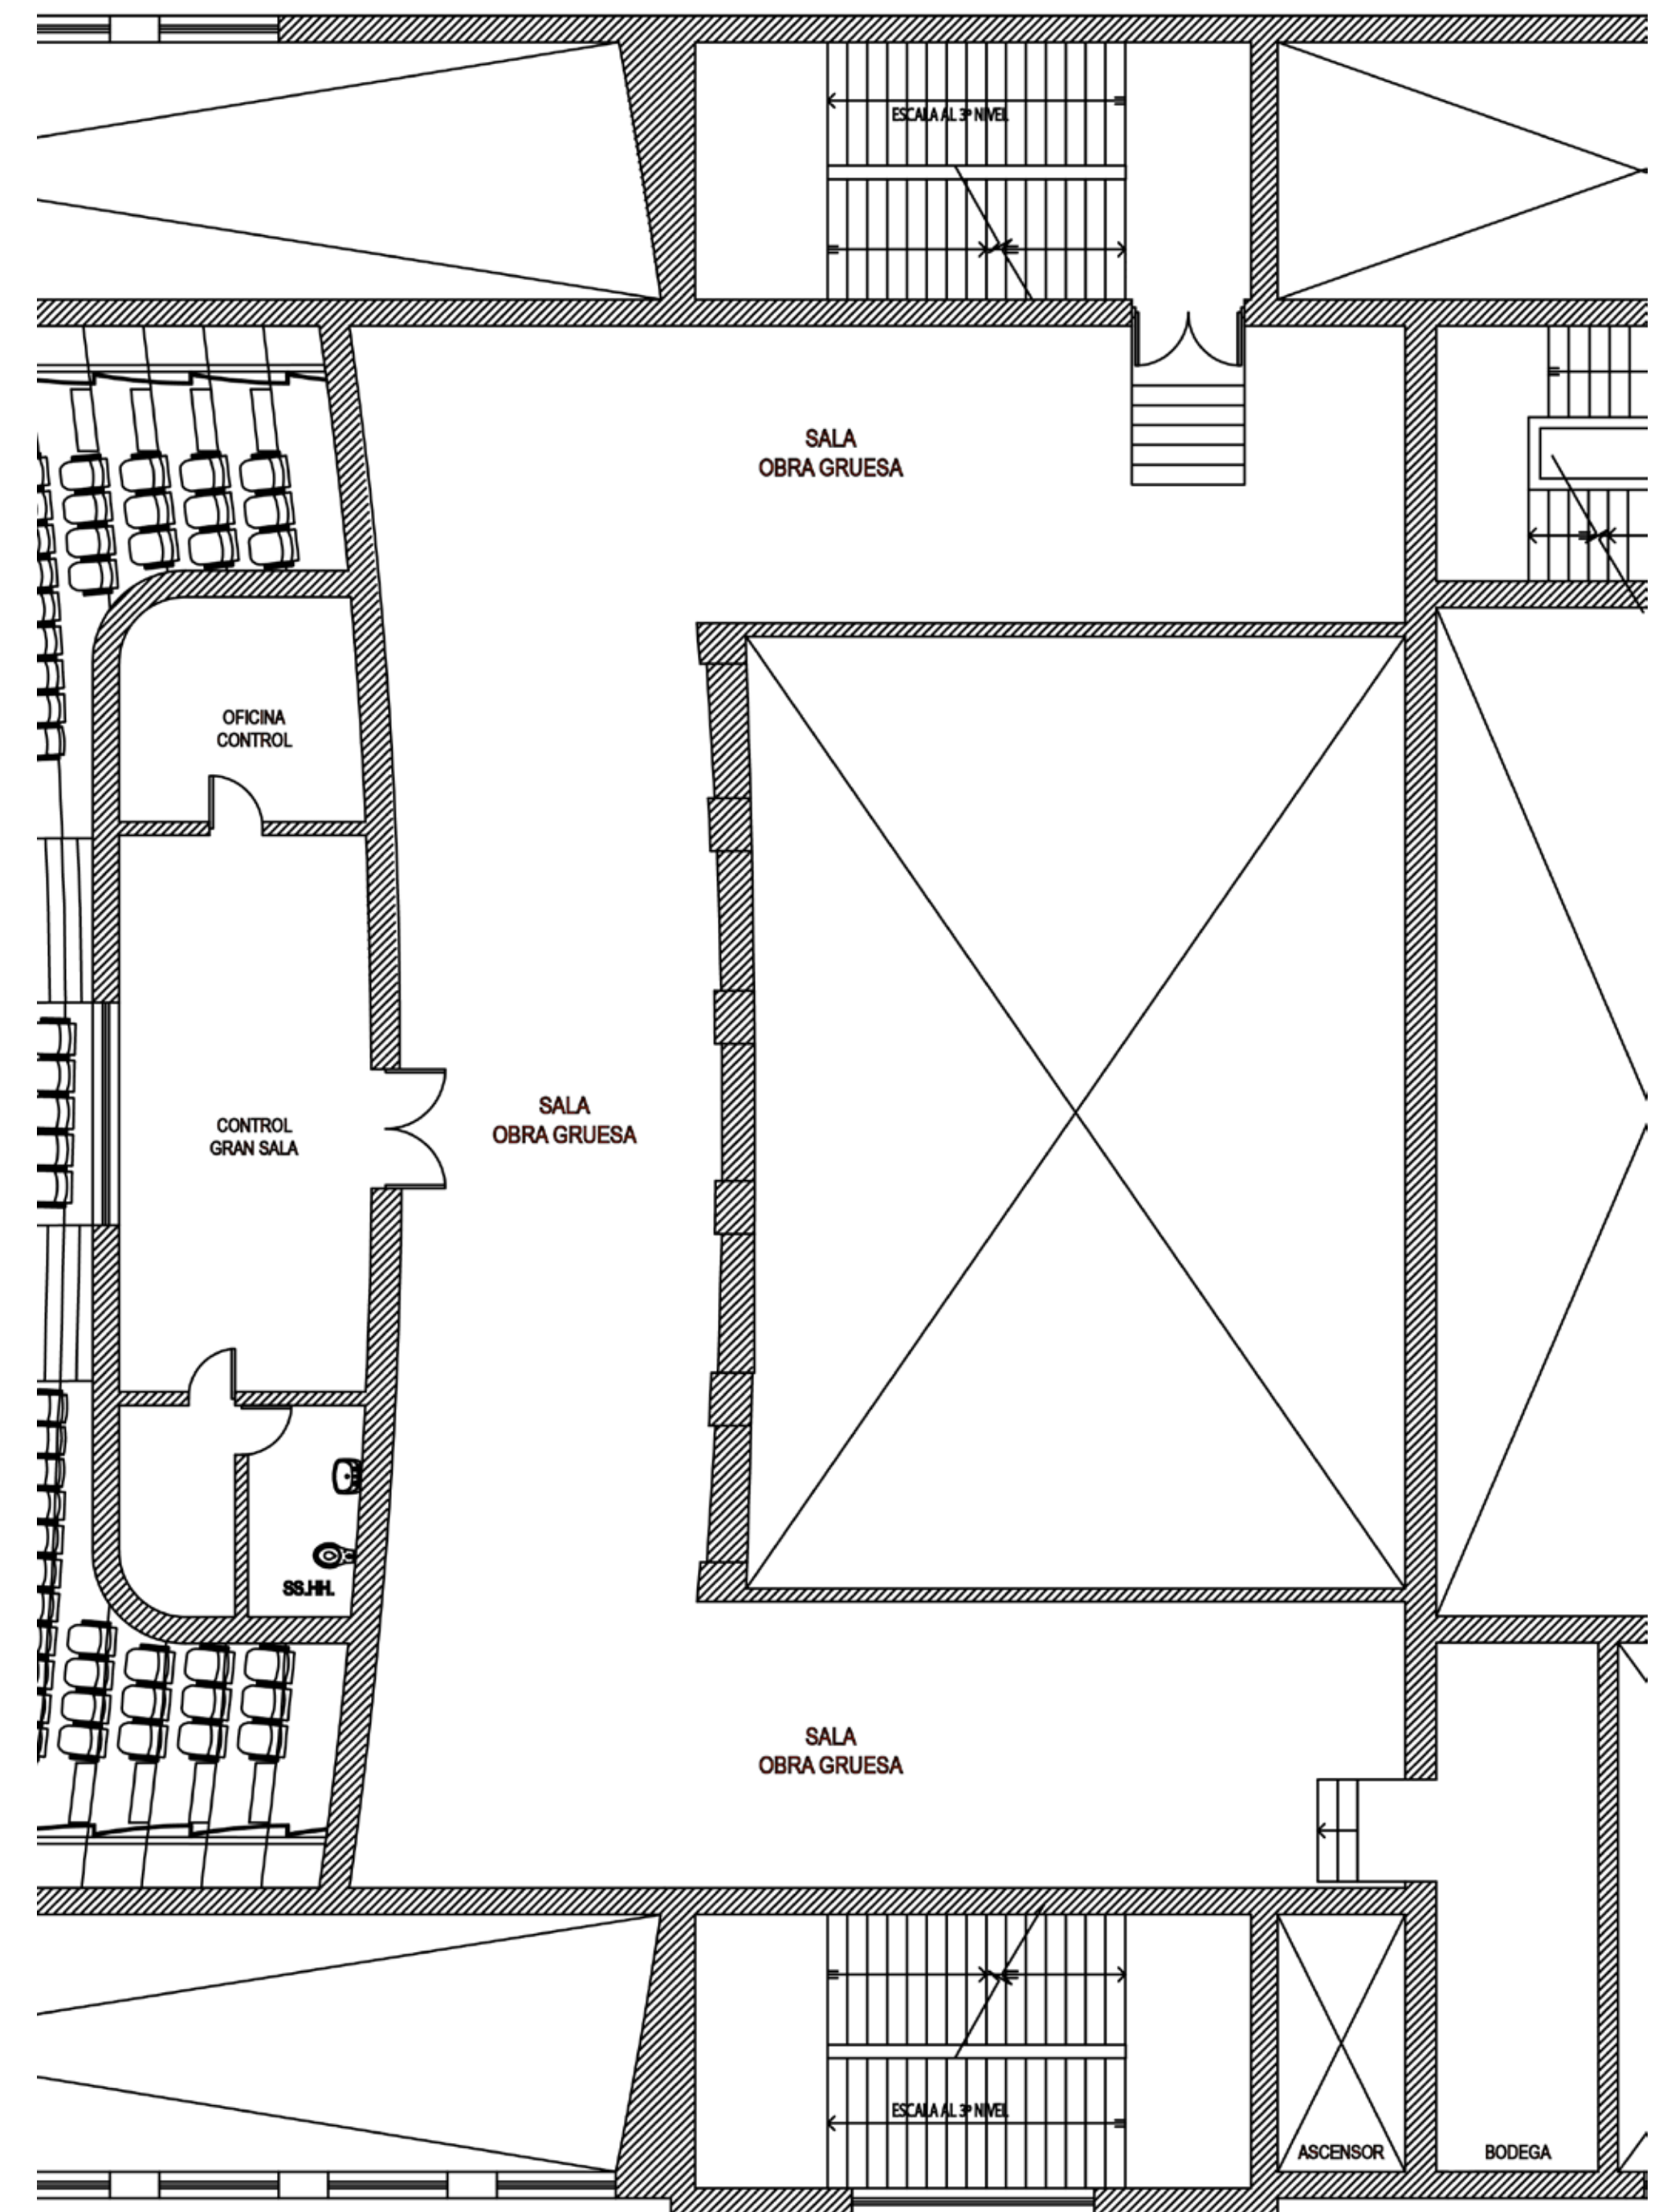 ESCALA AL 3º NIVEL
SALA
OBRA GRUESA
OFICINA
CONTROL
SALA
OBRA GRUESA
CONTROL
GRAN SALA
SS.HH.
SALA
OBRA GRUESA
ESCALA AL 3º NIVEL
ASCENSOR
BODEGA